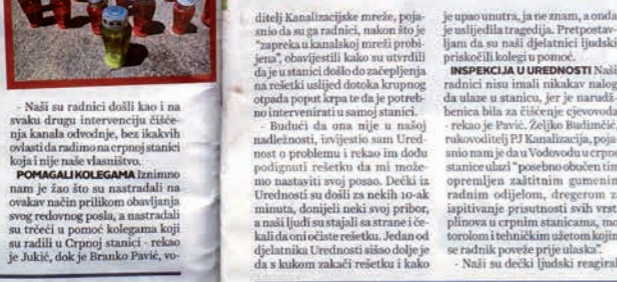 - Naši su radnici došli kao i na
svaku drugu intervenciju čišće-
nja kanala odvodnje, bez ikakvih
ovlasti da radimo na crpnoj stanici
koja i nije naše vlasništvo.
POMAGALI KOLEGAMA Iznimno
nam je žao što su nastradali na
ovakav način prilikom obavljanja
svog redovnog posla, a nastradali
su trčeći u pomoć kolegama koji
su radili u Crpnoj stanici - rekao
je Jukić, dok je Branko Pavić, vo-
ditelj Kanalizacijske mreže, poja-
snio da su ga radnici, nakon što je
"zapreka u kanalskoj mreži probi-
jena", obavijestili kako su utvrdili
da je u stanici došlo do začepljenja
na rešetki uslijed dotoka krupnog
otpada poput krpa te da je potreb-
no intervenirati u samoj stanici.
- Budući da ona nije u našoj
nadležnosti, izvijestio sam Ured-
nost o problemu i rekao im dođu
podignuti rešetku da mi može-
mo nastaviti svoj posao. Dečki iz
Urednosti su došli za nekih 10-ak
minuta, donijeli neki svoj pribor,
a naši ljudi su stajali sa strane i če-
kali da oni očiste rešetku. Jedan od
djelatnika Urednosti sišao dolje je
da s kukom zakači rešetku i kako
je upao unutra, ja ne znam, a onda
je uslijedila tragedija. Pretpostav-
ljam da su naši djelatnici ljudski
priskočili kolegi u pomoć.
INSPEKCIJA U UREDNOSTI Naši
radnici nisu imali nikakav nalog
da ulaze u stanicu, jer je narudž-
benica bila za čišćenje cjevovoda
- rekao je Pavić. Željko Budimčić,
rukovoditelj PJ Kanalizacija, poja-
snio nam je da u Vodovodu u crpne
stanice ulazi "posebno obučen tim
opremljen zaštitnim gumenim
radnim odijelom, dregerom z
ispitivanje prisutnosti svih vrst
plinova u crpnim stanicama, mo
torolom i tehničkim užetom kojim
se radnik poveže prije ulaska".
- Naši su dečki ljudski reagiral